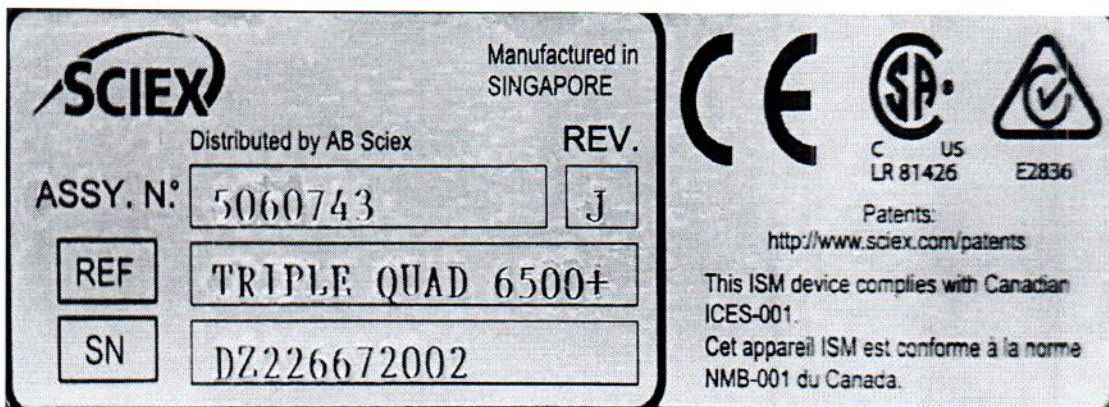 SCIEX
Manufactured in
SINGAPORE
Distributed by AB Sciex
REV.
ASSY. N.º 5060743 J
REF TRIPLE QUAD 6500+
SN DZ226672002
CE
SA®
C US
LR 81426
E2836
Patents:
http://www.sciex.com/patents
This ISM device complies with Canadian
ICES-001.
Cet appareil ISM est conforme à la norme
NMB-001 du Canada.